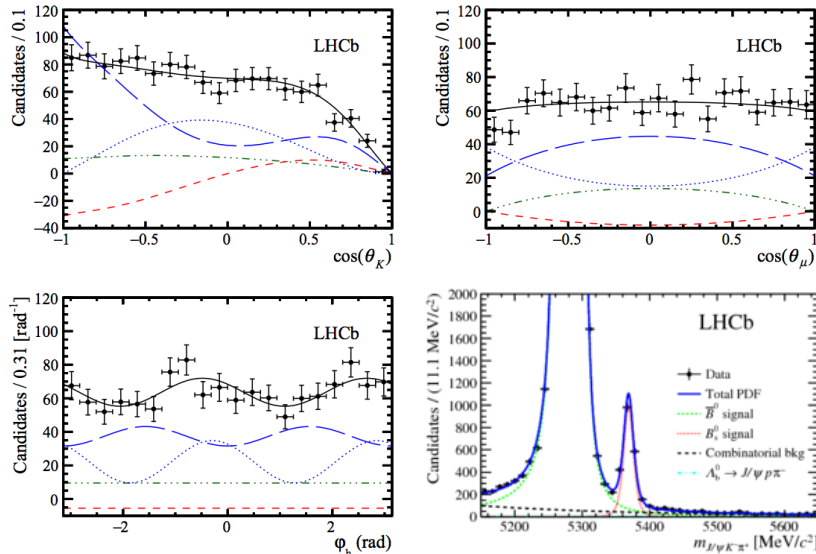 Candidates / 0.1
120
100
80
60
40
20
0
−20
−40
LHCb
-1
-0.5
0
0.5
1
cos(θK)
Candidates / 0.1
120
100
80
60
40
20
0
LHCb
-1
-0.5
0
0.5
1
cos(θμ)
Candidates / 0.31 [rad⁻¹]
120
100
80
60
40
20
0
LHCb
-2
0
2
φh (rad)
Candidates / (11.1 MeV/c²)
2000
1800
1600
1400
1200
1000
800
600
400
200
0
LHCb
Data
Total PDF
B̄⁰ signal
B̄s⁰ signal
Combinatorial bkg
Λb⁰ → J/ψ p π⁻
5200
5300
5400
5500
5600
mJ/ψK⁻π⁺ [MeV/c²]